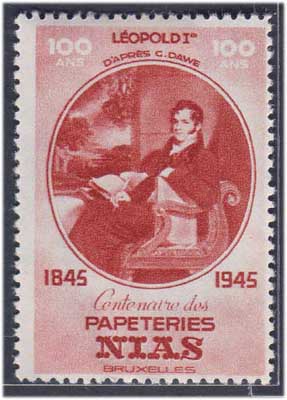 LÉOPOLD Ier
100 ANS
D'APRÈS G. DAWE
100 ANS
1845 1945
Centenaire des
PAPETERIES
NIAS
BRUXELLES